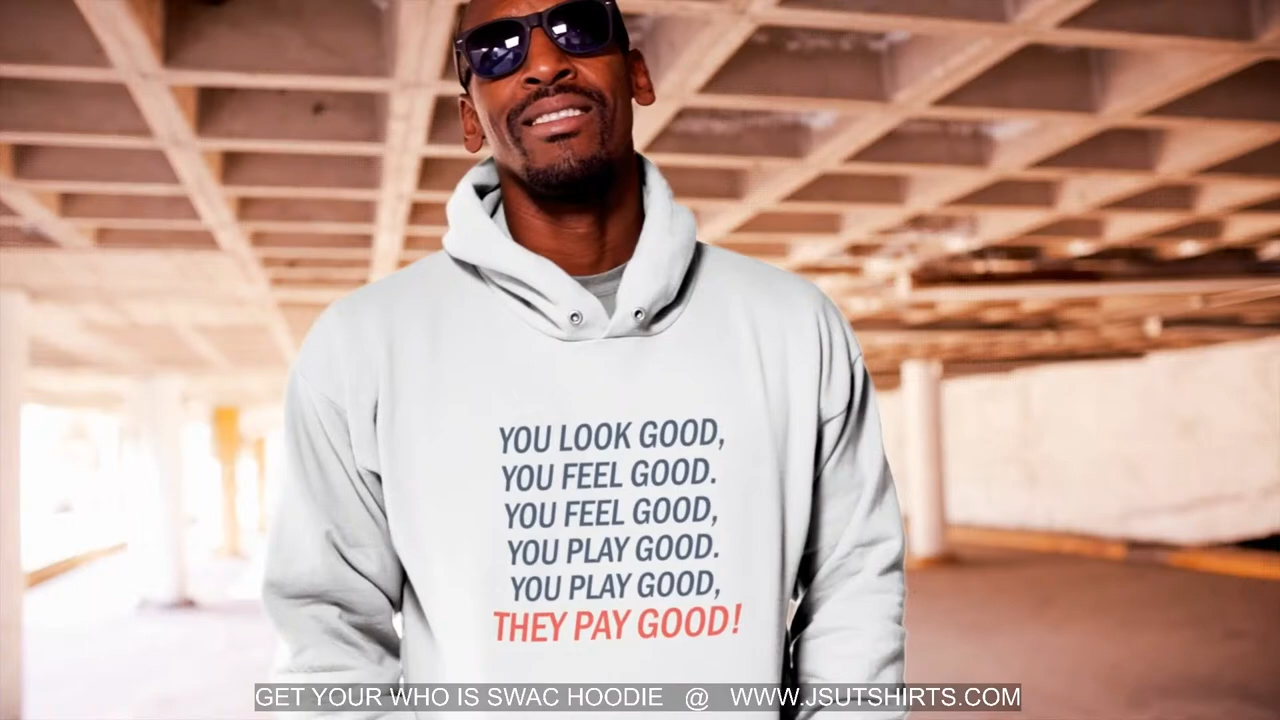 YOU LOOK GOOD,
YOU FEEL GOOD.
YOU FEEL GOOD,
YOU PLAY GOOD.
YOU PLAY GOOD,
THEY PAY GOOD!
GET YOUR WHO IS SWAC HOODIE @ WWW.JSUTSHIRTS.COM